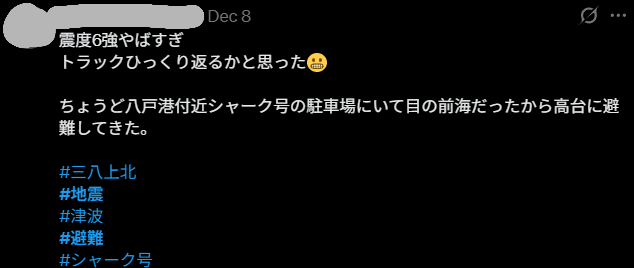 Dec 8
震度6強やばすぎ
トラックひっくり返るかと思った😬
ちょうど八戸港付近シャーク号の駐車場にいて目の前海だったから高台に避
難してきた。
#三八上北
#地震
#津波
#避難
#シャーク号